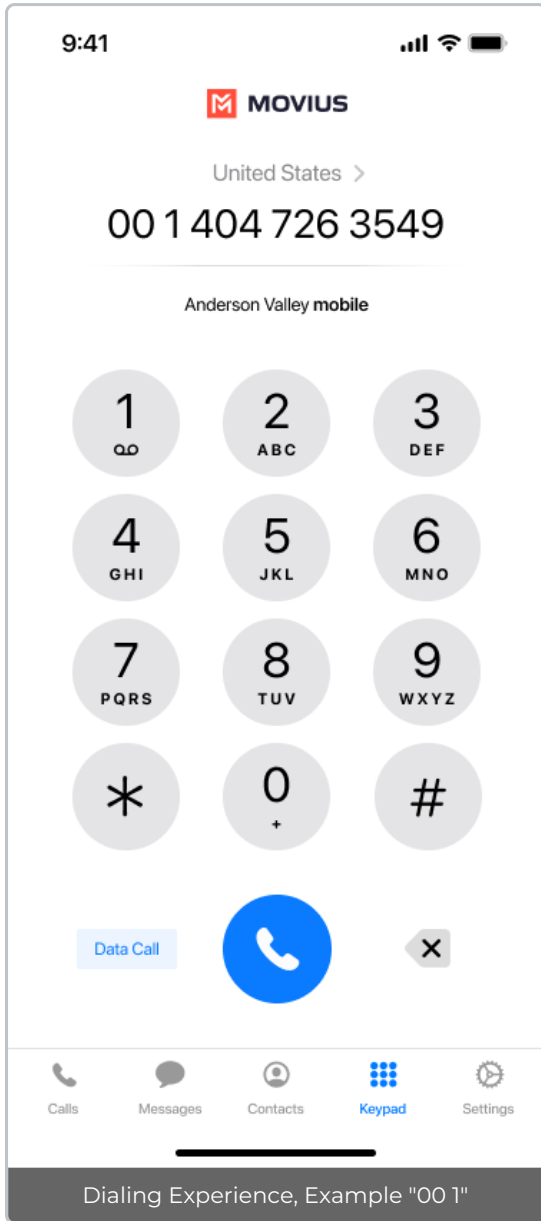 9:41
MOVIUS
United States >
00 1 404 726 3549
Anderson Valley mobile
1 2 3
ABC DEF
4 5 6
GHI JKL MNO
7 8 9
PQRS TUV WXYZ
* 0 #
+
Data Call
Calls Messages Contacts Keypad Settings
Dialing Experience, Example "00 1"